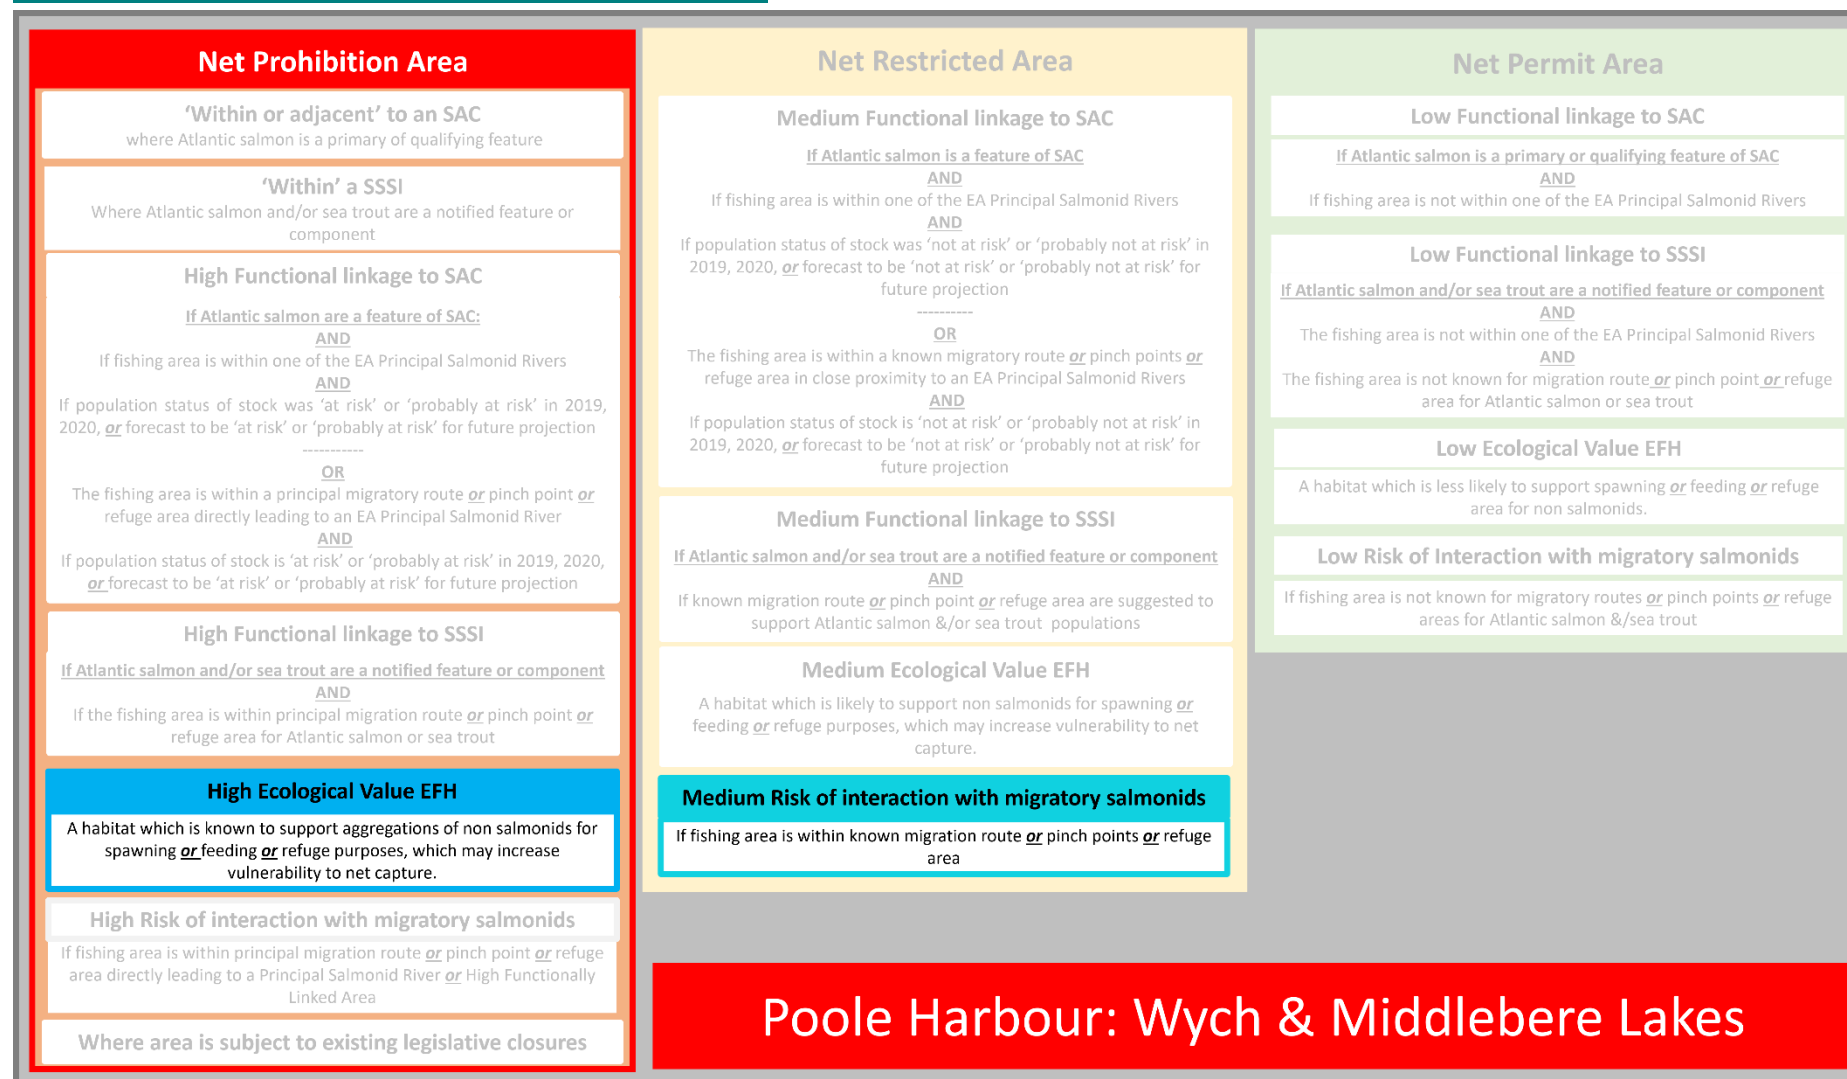 Net Prohibition Area
'Within or adjacent' to an SAC
where Atlantic salmon is a primary of qualifying feature
'Within' a SSSI
Where Atlantic salmon and/or sea trout are a notified feature or
component
High Functional linkage to SAC
If Atlantic salmon are a feature of SAC:
AND
If fishing area is within one of the EA Principal Salmonid Rivers
AND
If population status of stock was 'at risk' or 'probably at risk' in 2019,
2020, or forecast to be 'at risk' or 'probably at risk' for future projection
-----------
OR
The fishing area is within a principal migratory route or pinch point or
refuge area directly leading to an EA Principal Salmonid River
AND
If population status of stock is 'at risk' or 'probably at risk' in 2019, 2020,
or forecast to be 'at risk' or 'probably at risk' for future projection
High Functional linkage to SSSI
If Atlantic salmon and/or sea trout are a notified feature or component
AND
If the fishing area is within principal migration route or pinch point or
refuge area for Atlantic salmon or sea trout
High Ecological Value EFH
A habitat which is known to support aggregations of non salmonids for
spawning or feeding or refuge purposes, which may increase
vulnerability to net capture.
High Risk of interaction with migratory salmonids
If fishing area is within principal migration route or pinch point or refuge
area directly leading to a Principal Salmonid River or High Functionally
Linked Area
Where area is subject to existing legislative closures
Net Restricted Area
Medium Functional linkage to SAC
If Atlantic salmon is a feature of SAC
AND
If fishing area is within one of the EA Principal Salmonid Rivers
AND
If population status of stock was 'not at risk' or 'probably not at risk' in
2019, 2020, or forecast to be 'not at risk' or 'probably not at risk' for
future projection
----------
OR
The fishing area is within a known migratory route or pinch points or
refuge area in close proximity to an EA Principal Salmonid Rivers
AND
If population status of stock is 'not at risk' or 'probably not at risk' in
2019, 2020, or forecast to be 'not at risk' or 'probably not at risk' for
future projection
Medium Functional linkage to SSSI
If Atlantic salmon and/or sea trout are a notified feature or component
AND
If known migration route or pinch point or refuge area are suggested to
support Atlantic salmon &/or sea trout populations
Medium Ecological Value EFH
A habitat which is likely to support non salmonids for spawning or
feeding or refuge purposes, which may increase vulnerability to net
capture.
Medium Risk of interaction with migratory salmonids
If fishing area is within known migration route or pinch points or refuge
area
Net Permit Area
Low Functional linkage to SAC
If Atlantic salmon is a primary or qualifying feature of SAC
AND
If fishing area is not within one of the EA Principal Salmonid Rivers
Low Functional linkage to SSSI
If Atlantic salmon and/or sea trout are a notified feature or component
AND
The fishing area is not within one of the EA Principal Salmonid Rivers
AND
The fishing area is not known for migration route or pinch point or refuge
area for Atlantic salmon or sea trout
Low Ecological Value EFH
A habitat which is less likely to support spawning or feeding or refuge
area for non salmonids.
Low Risk of Interaction with migratory salmonids
If fishing area is not known for migratory routes or pinch points or refuge
areas for Atlantic salmon &/sea trout
Poole Harbour: Wych & Middlebere Lakes